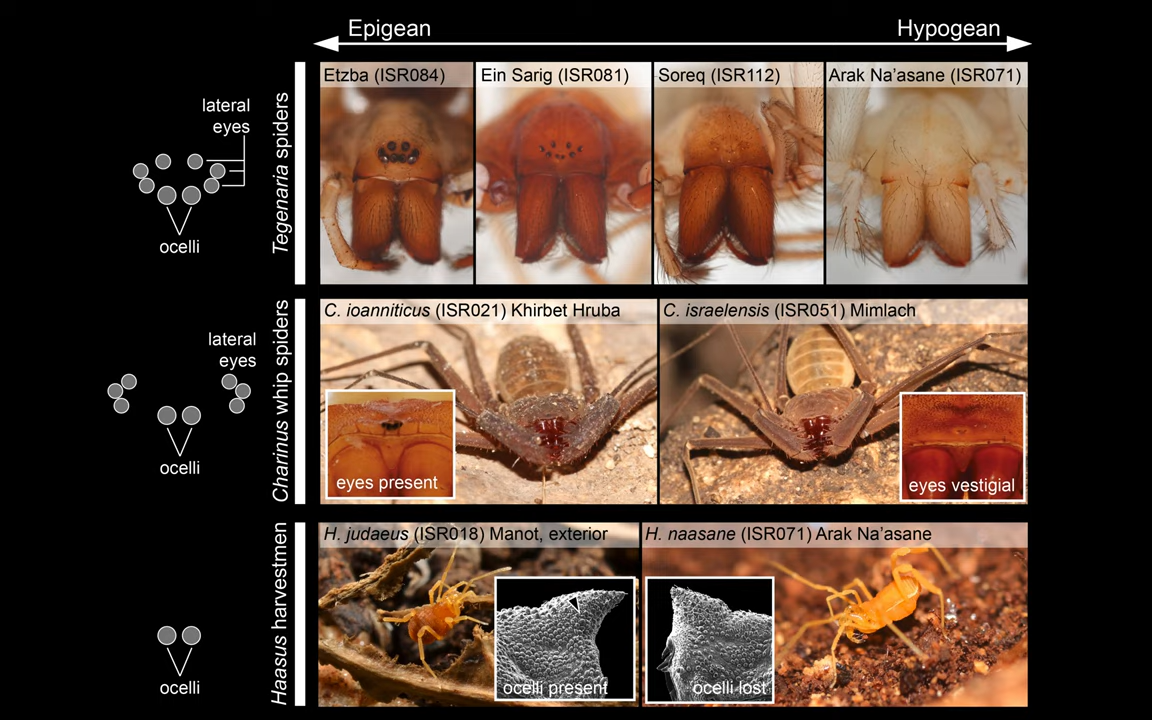 Epigean
Hypogean
Etzba (ISR084)
Ein Sarig (ISR081)
Soreq (ISR112)
Arak Na'asane (ISR071)
lateral
eyes
ocelli
Tegenaria spiders
C. ioanniticus (ISR021) Khirbet Hruba
C. israelensis (ISR051) Mimlach
lateral
eyes
ocelli
Charinus whip spiders
eyes present
eyes vestigial
H. judaeus (ISR018) Manot, exterior
H. naasane (ISR071) Arak Na'asane
ocelli
Haasus harvestmen
ocelli present
ocelli lost